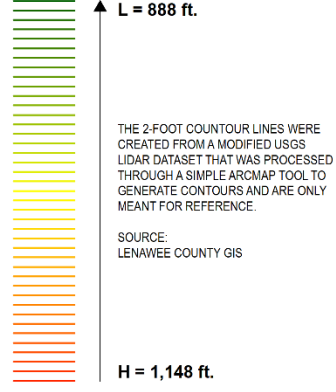 L = 888 ft.
THE 2-FOOT COUNTOUR LINES WERE
CREATED FROM A MODIFIED USGS
LIDAR DATASET THAT WAS PROCESSED
THROUGH A SIMPLE ARCMAP TOOL TO
GENERATE CONTOURS AND ARE ONLY
MEANT FOR REFERENCE.
SOURCE:
LENAWEE COUNTY GIS
H = 1,148 ft.